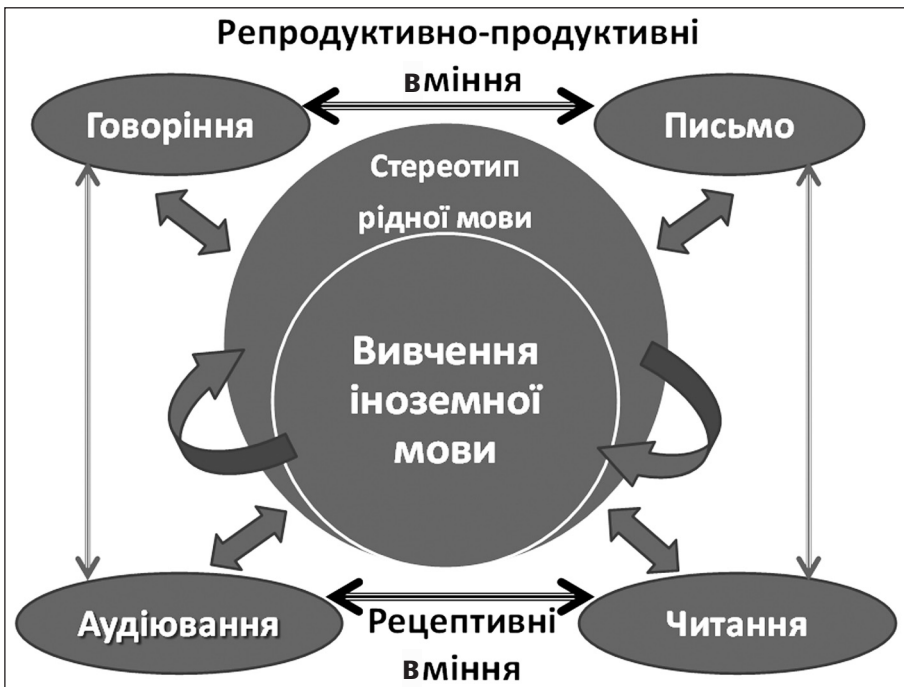 Репродуктивно-продуктивні
вміння
Говоріння
Письмо
Стереотип
рідної мови
Вивчення
іноземної
мови
Аудіювання
Рецептивні
вміння
Читання